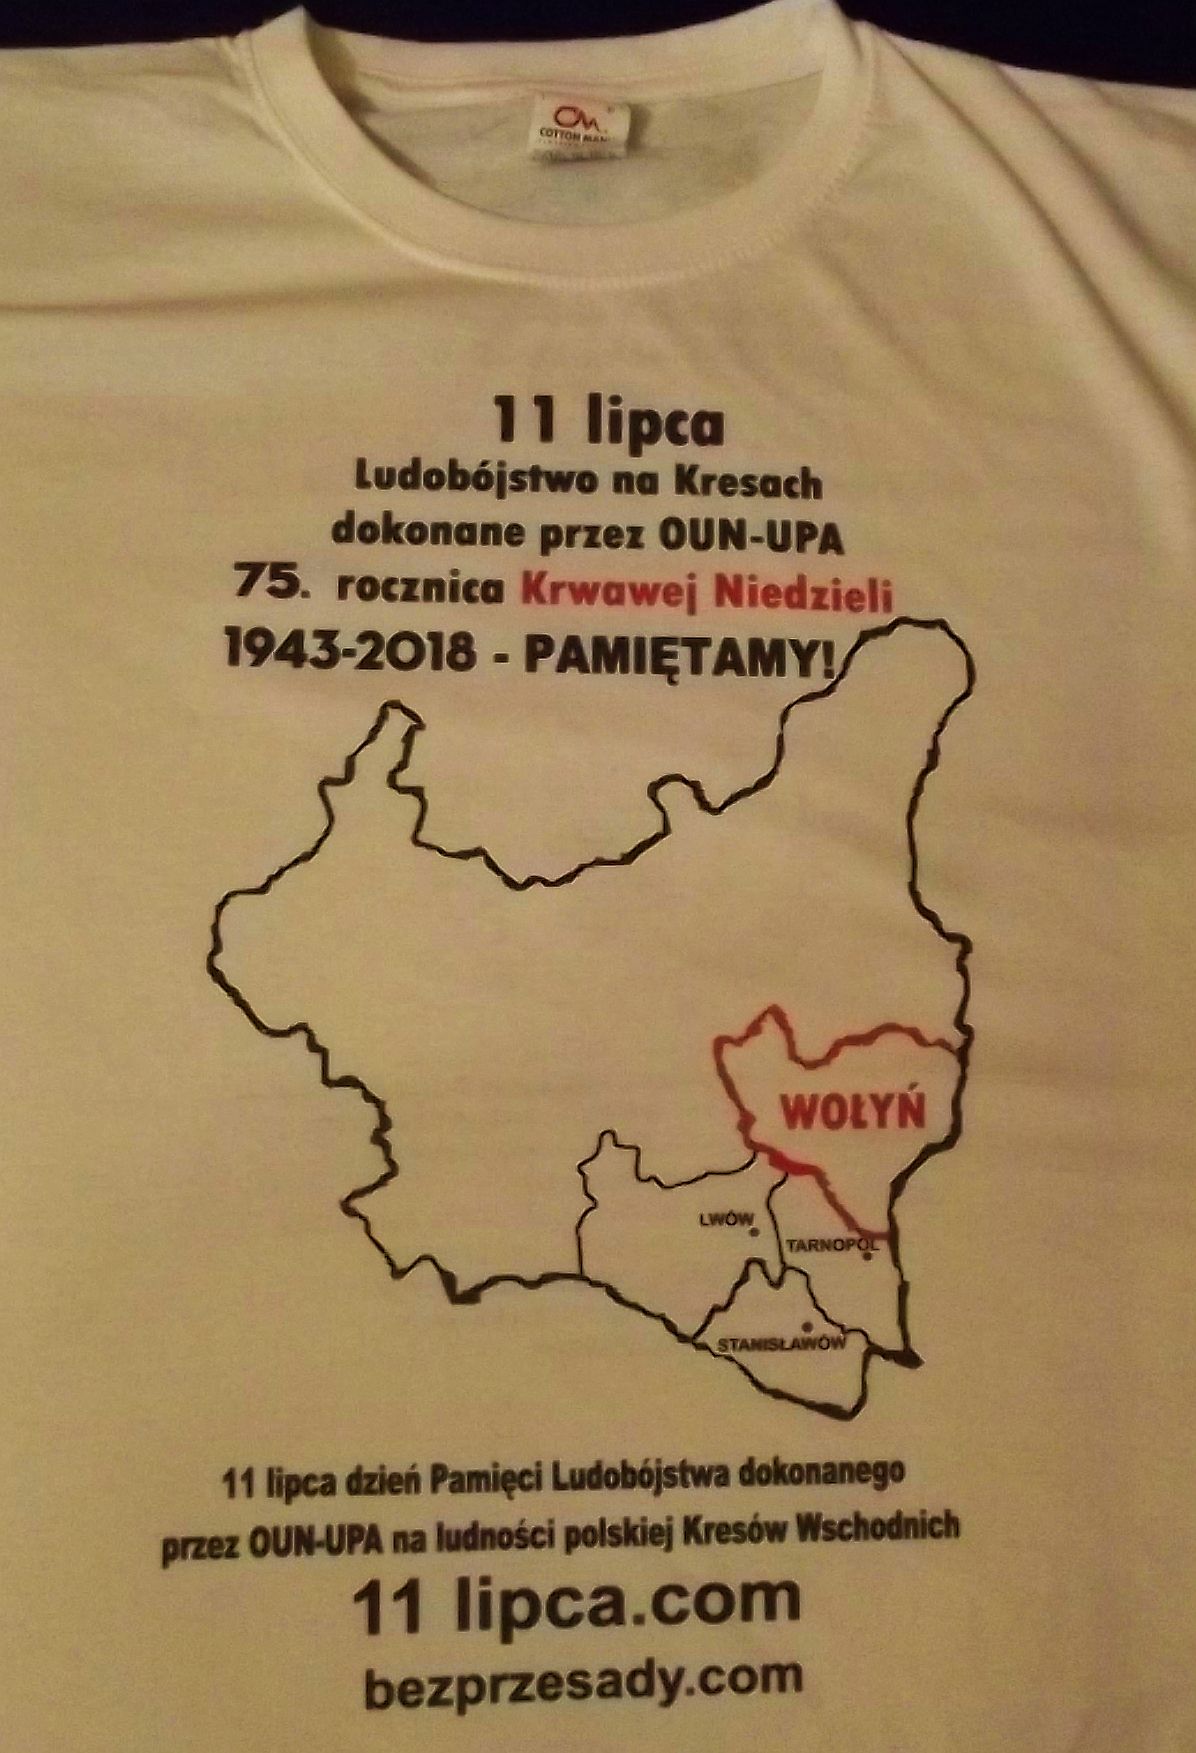 COTTON MAN
11 lipca
Ludobójstwo na Kresach
dokonane przez OUN-UPA
75. rocznica Krwawej Niedzieli
1943-2018 - PAMIĘTAMY!
WOŁYŃ
LWÓW
TARNOPOL
STANISŁAWÓW
11 lipca dzień Pamięci Ludobójstwa dokonanego
przez OUN-UPA na ludności polskiej Kresów Wschodnich
11 lipca.com
bezprzesady.com